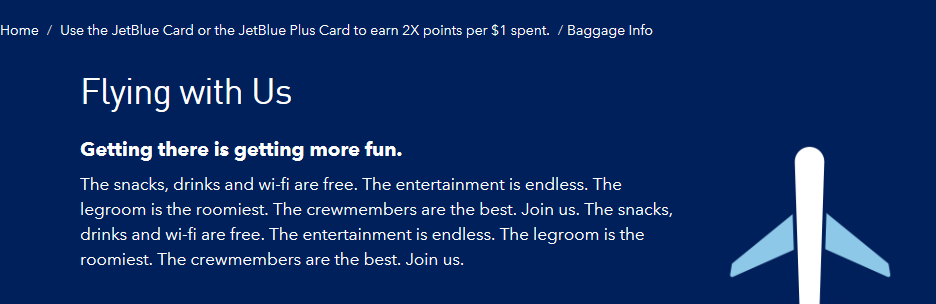 Home / Use the JetBlue Card or the JetBlue Plus Card to earn 2X points per $1 spent. / Baggage Info
Flying with Us
Getting there is getting more fun.
The snacks, drinks and wi-fi are free. The entertainment is endless. The
legroom is the roomiest. The crewmembers are the best. Join us. The snacks,
drinks and wi-fi are free. The entertainment is endless. The legroom is the
roomiest. The crewmembers are the best. Join us.